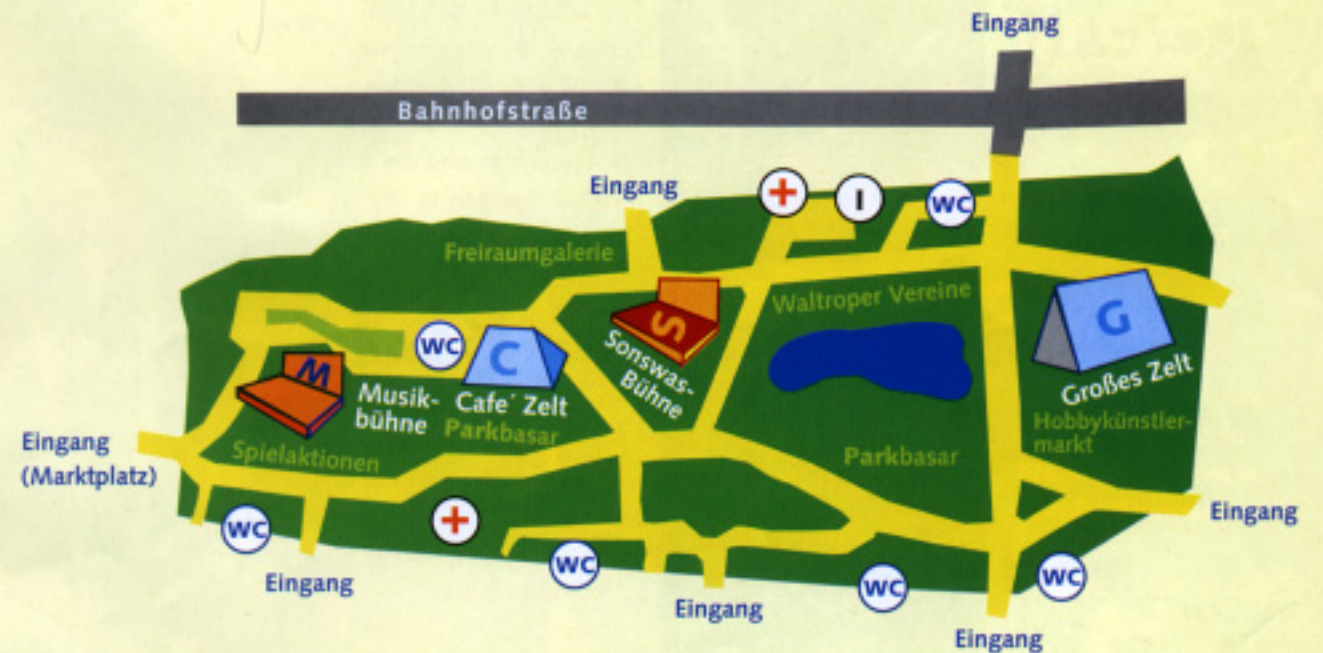 Eingang
Bahnhofstraße
Eingang
+
I
WC
Freiraumgalerie
Waltroper Vereine
S
Sonswas-
Bühne
G
Großes Zelt
Hobbykünstler-
markt
WC
C
Cafe´ Zelt
Parkbasar
M
Musik-
bühne
Spielaktionen
Parkbasar
Eingang
(Marktplatz)
WC
+
WC
WC
WC
Eingang
Eingang
Eingang
Eingang